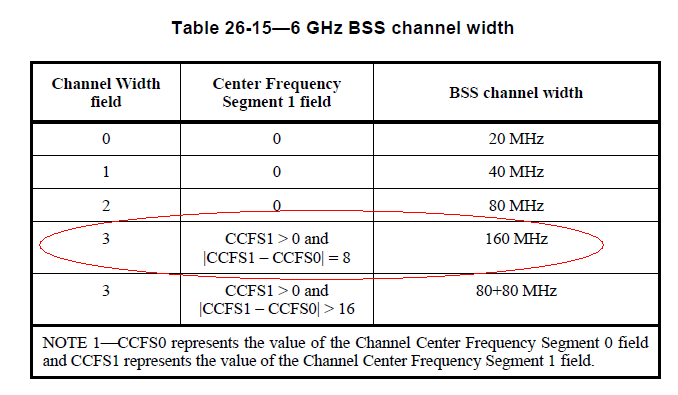 Table 26-15—6 GHz BSS channel width
Channel Width field
Center Frequency Segment 1 field
BSS channel width
0
0
20 MHz
1
0
40 MHz
2
0
80 MHz
3
CCFS1 > 0 and
|CCFS1 – CCFS0| = 8
160 MHz
3
CCFS1 > 0 and
|CCFS1 – CCFS0| > 16
80+80 MHz
NOTE 1—CCFS0 represents the value of the Channel Center Frequency Segment 0 field
and CCFS1 represents the value of the Channel Center Frequency Segment 1 field.